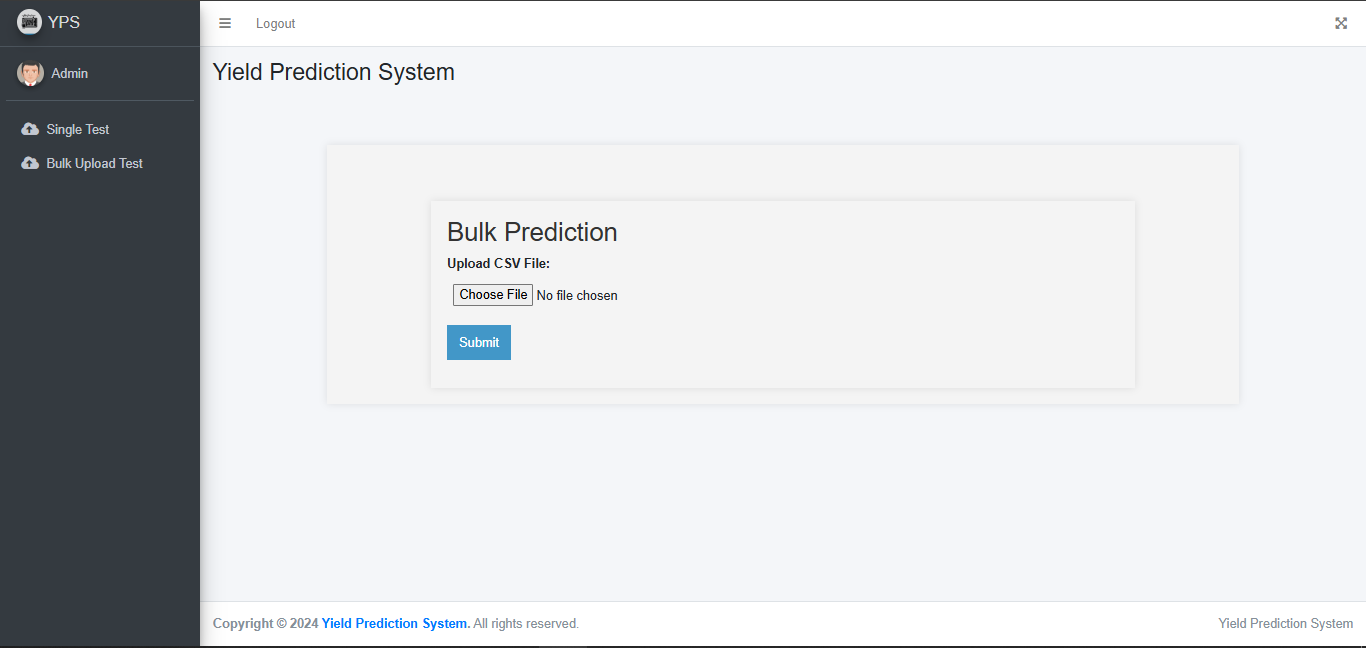 YPS
Logout
Admin
Single Test
Bulk Upload Test
Yield Prediction System
Bulk Prediction
Upload CSV File:
Choose File No file chosen
Submit
Copyright © 2024 Yield Prediction System. All rights reserved.
Yield Prediction System